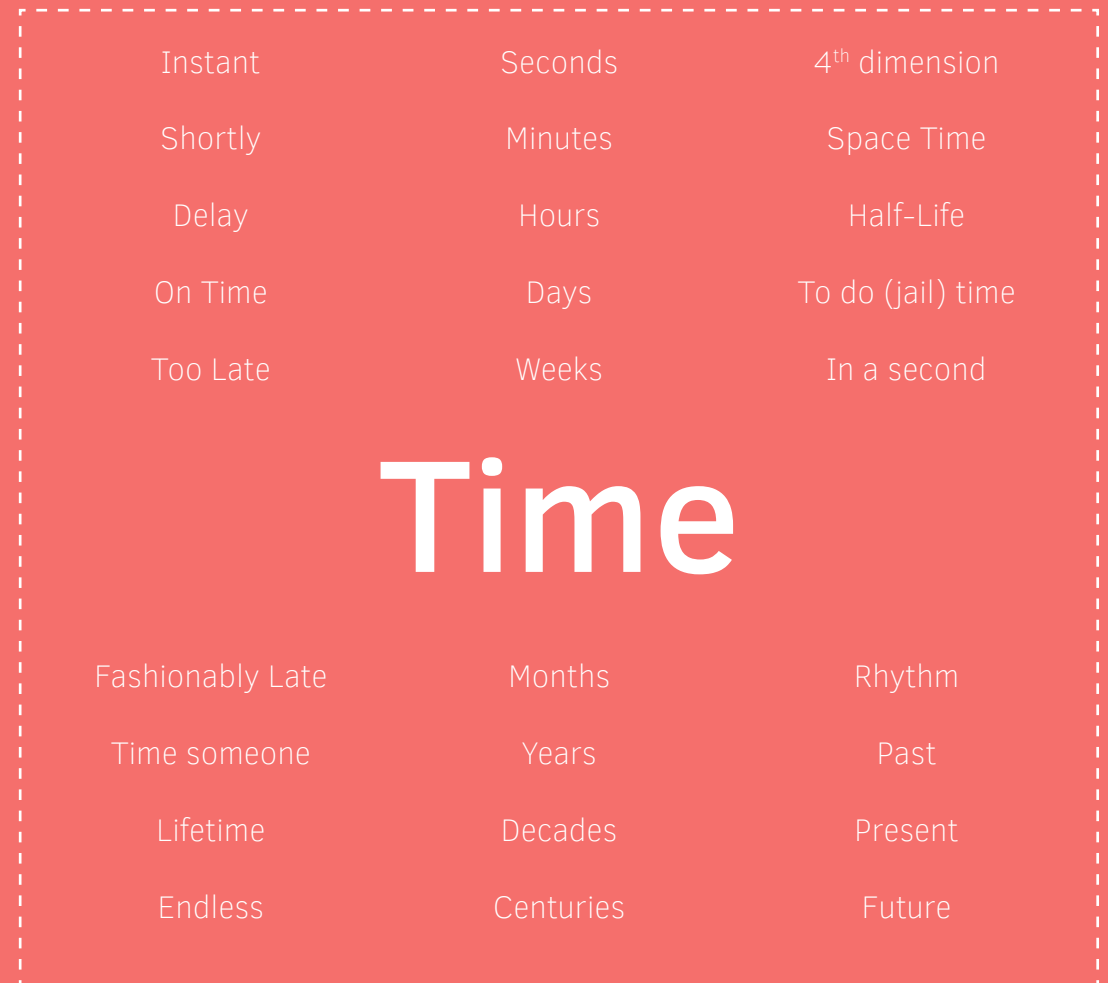 Instant Seconds 4th dimension
Shortly Minutes Space Time
Delay Hours Half-Life
On Time Days To do (jail) time
Too Late Weeks In a second
Time
Fashionably Late Months Rhythm
Time someone Years Past
Lifetime Decades Present
Endless Centuries Future